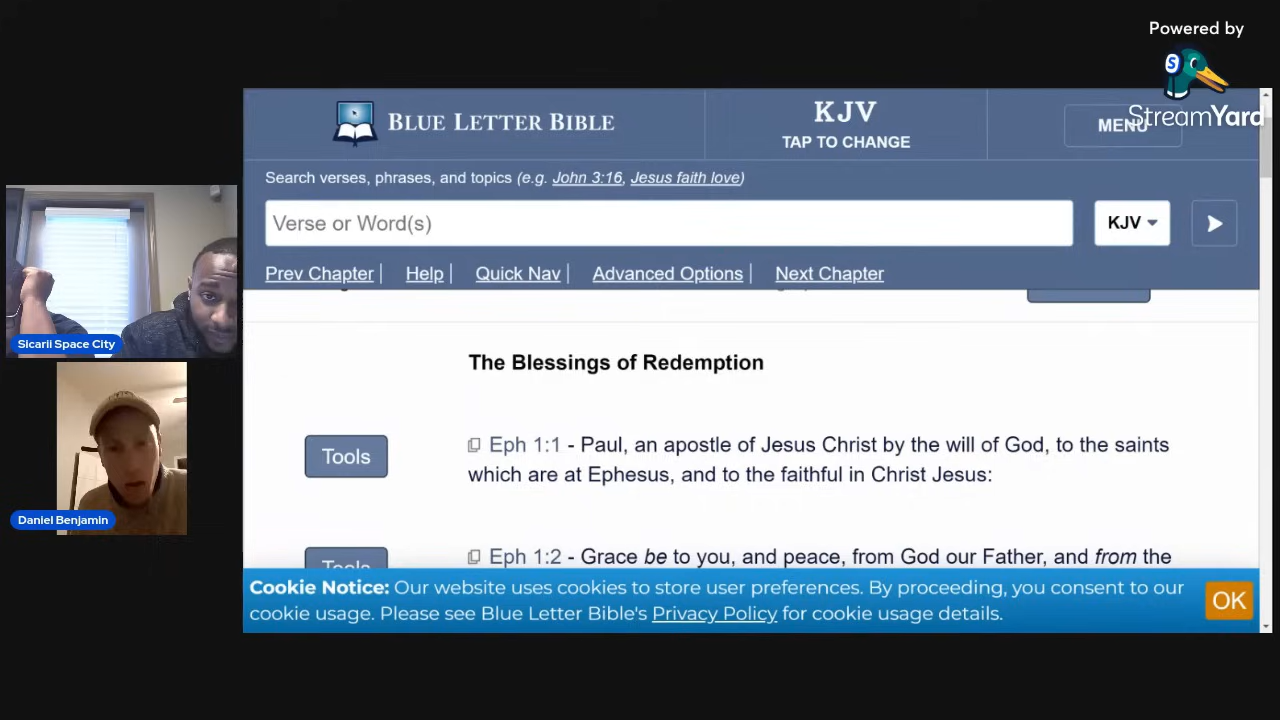 Powered by
StreamYard
BLUE LETTER BIBLE
KJV
TAP TO CHANGE
MENU
Search verses, phrases, and topics (e.g. John 3:16, Jesus faith love)
Verse or Word(s)
KJV
Prev Chapter | Help | Quick Nav | Advanced Options | Next Chapter
The Blessings of Redemption
Tools
Eph 1:1 - Paul, an apostle of Jesus Christ by the will of God, to the saints
which are at Ephesus, and to the faithful in Christ Jesus:
Tools
Eph 1:2 - Grace be to you, and peace, from God our Father, and from the
Cookie Notice: Our website uses cookies to store user preferences. By proceeding, you consent to our
cookie usage. Please see Blue Letter Bible's Privacy Policy for cookie usage details.
OK
Sicarii Space City
Daniel Benjamin